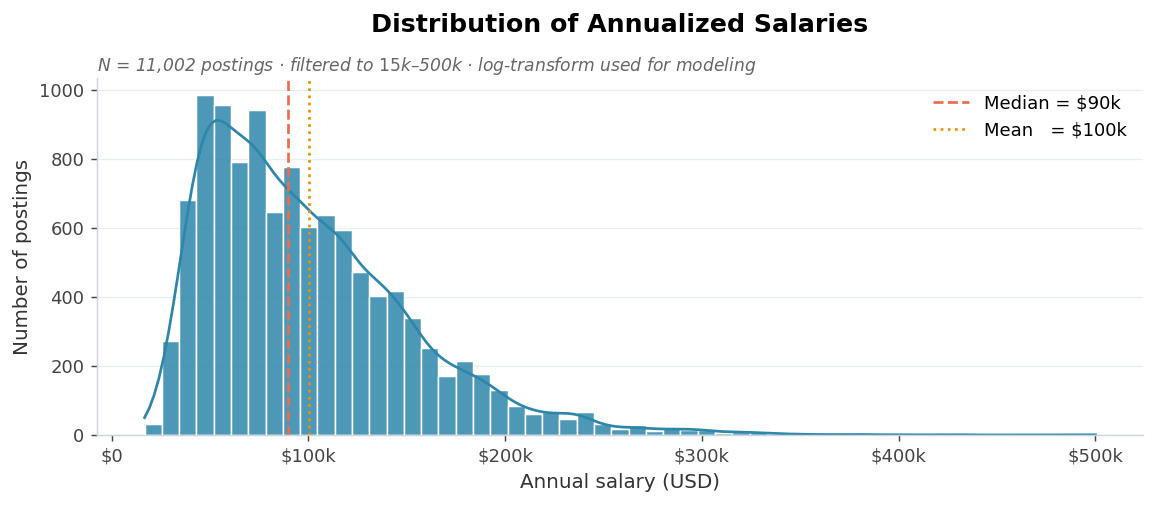 Distribution of Annualized Salaries
N = 11,002 postings · filtered to 15k–500k · log-transform used for modeling
Median = $90k
Mean = $100k
Number of postings
1000
800
600
400
200
0
$0
$100k
$200k
$300k
$400k
$500k
Annual salary (USD)